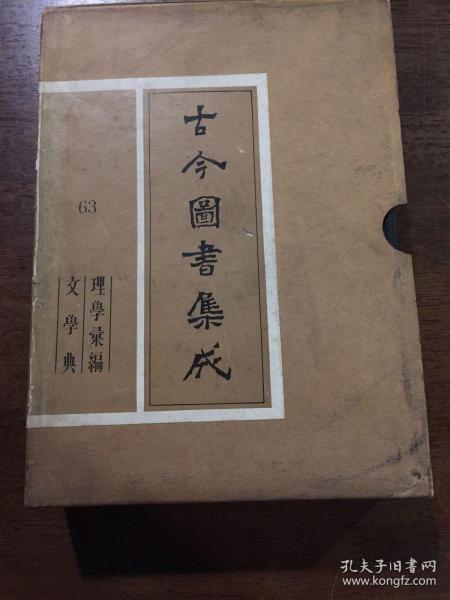 古今圖書集成
63
理學彙編
文學典
孔夫子旧书网
www.kongfz.com